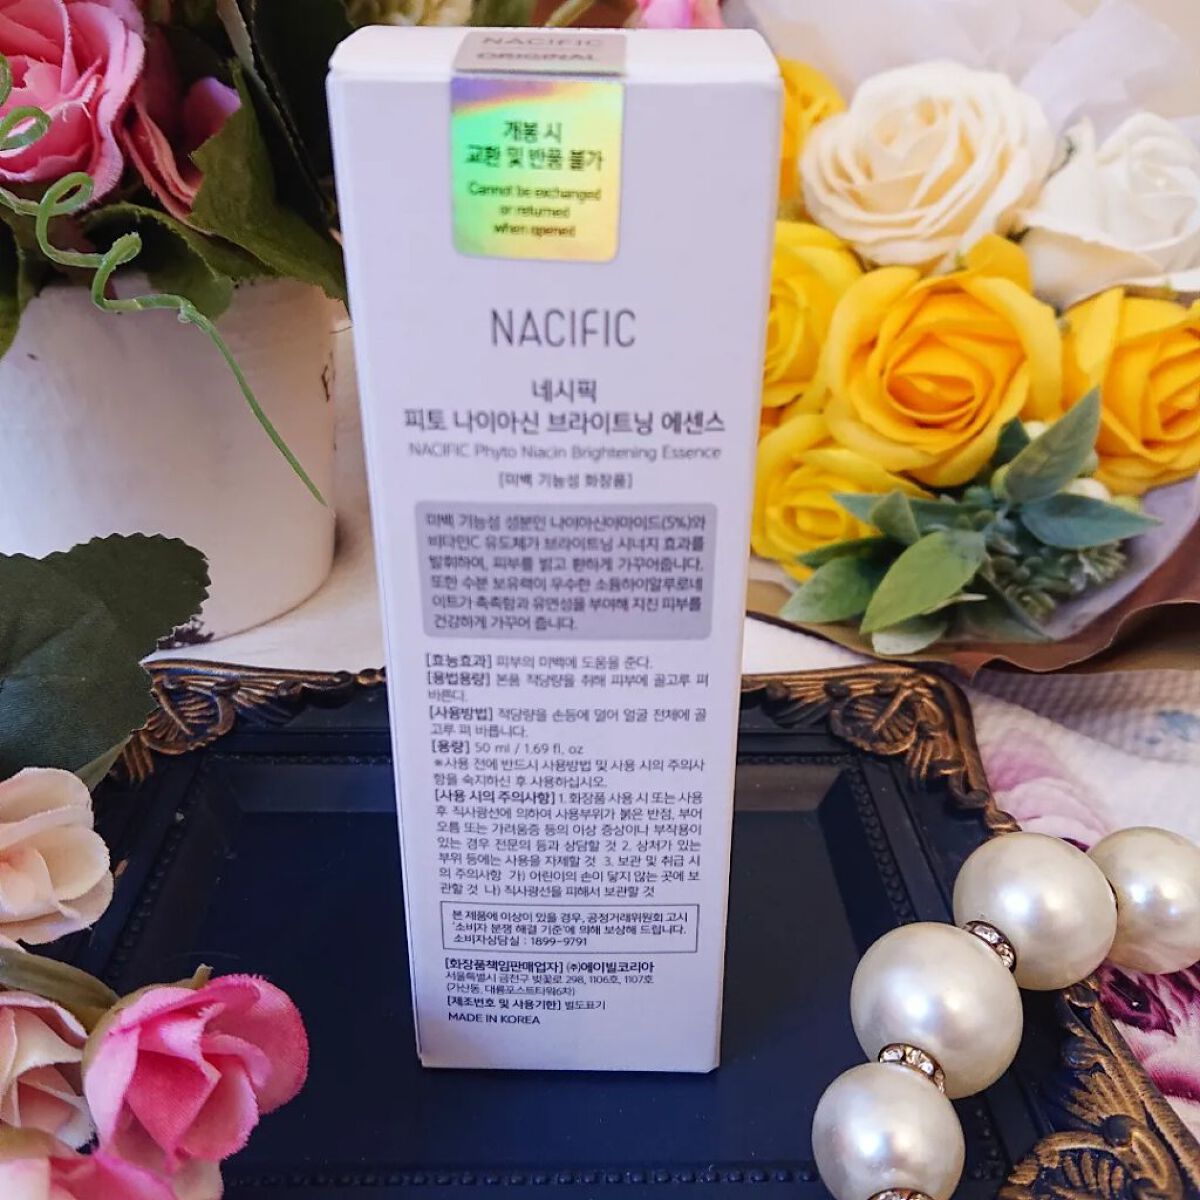 NACIFIC
ORIGINAL
개봉 시
교환 및 반품 불가
Cannot be exchanged
or returned
when opened
NACIFIC
네시픽
피토 나이아신 브라이트닝 에센스
NACIFIC Phyto Niacin Brightening Essence
[미백 기능성 화장품]
미백 기능성 성분인 나이아신아마이드(5%)와
비타민C 유도체가 브라이트닝 시너지 효과를
발휘하여, 피부를 밝고 환하게 가꾸어줍니다.
또한 수분 보유력이 우수한 소듐하이알루로네
이트가 촉촉함과 유연성을 부여해 지친 피부를
건강하게 가꾸어 줍니다.
[효능효과] 피부의 미백에 도움을 준다.
[용법용량] 본품 적당량을 취해 피부에 골고루 펴
바른다.
[사용방법] 적당량을 손등에 덜어 얼굴 전체에 골
고루 펴 바릅니다.
[용량] 50 ml / 1.69 fl. oz
※사용 전에 반드시 사용방법 및 사용 시의 주의사
항을 숙지하신 후 사용하십시오.
[사용 시의 주의사항] 1. 화장품 사용 시 또는 사용
후 직사광선에 의하여 사용부위가 붉은 반점, 부어
오름 또는 가려움증 등의 이상 증상이나 부작용이
있는 경우 전문의 등과 상담할 것 2. 상처가 있는
부위 등에는 사용을 자제할 것 3. 보관 및 취급 시
의 주의사항 가) 어린이의 손이 닿지 않는 곳에 보
관할 것 나) 직사광선을 피해서 보관할 것
본 제품에 이상이 있을 경우, 공정거래위원회 고시
'소비자 분쟁 해결 기준'에 의해 보상해 드립니다.
소비자상담실 : 1899-9791
[화장품책임판매업자] ㈜에이빌코리아
서울특별시 금천구 벚꽃로 298, 1106호, 1107호
(가산동, 대륭포스트타워6차)
[제조번호 및 사용기한] 별도표기
MADE IN KOREA